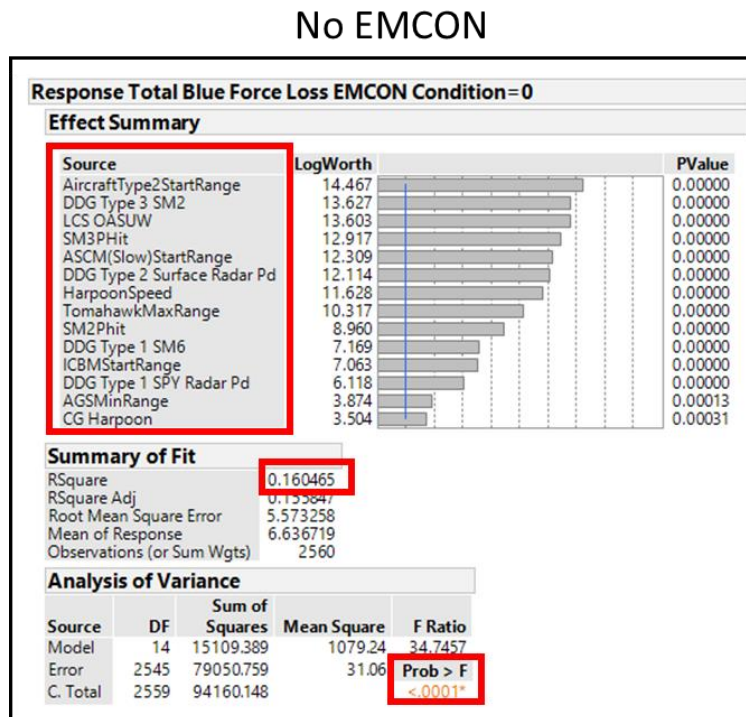 No EMCON
Response Total Blue Force Loss EMCON Condition=0
Effect Summary
Source LogWorth PValue
AircraftType2StartRange 14.467 0.00000
DDG Type 3 SM2 13.627 0.00000
LCS OASUW 13.603 0.00000
SM3PHit 12.917 0.00000
ASCM(Slow)StartRange 12.309 0.00000
DDG Type 2 Surface Radar Pd 12.114 0.00000
HarpoonSpeed 11.628 0.00000
TomahawkMaxRange 10.317 0.00000
SM2Phit 8.960 0.00000
DDG Type 1 SM6 7.169 0.00000
ICBMStartRange 7.063 0.00000
DDG Type 1 SPY Radar Pd 6.118 0.00000
AGSMinRange 3.874 0.00013
CG Harpoon 3.504 0.00031
Summary of Fit
RSquare 0.160465
RSquare Adj 0.155847
Root Mean Square Error 5.573258
Mean of Response 6.636719
Observations (or Sum Wgts) 2560
Analysis of Variance
Sum of
Source DF Squares Mean Square F Ratio
Model 14 15109.389 1079.24 34.7457
Error 2545 79050.759 31.06 Prob > F
C. Total 2559 94160.148 <.0001*